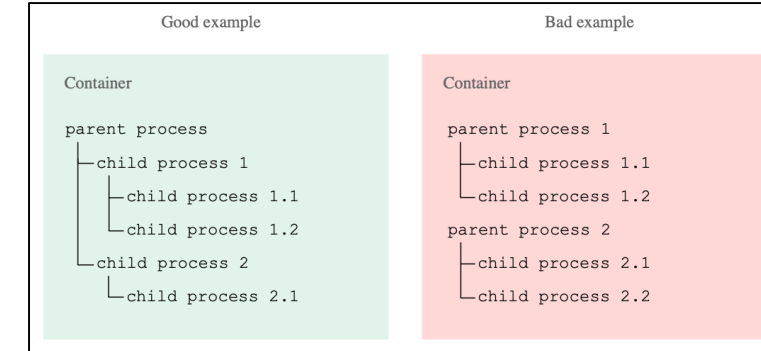 Good example
Container
parent process
child process 1
child process 1.1
child process 1.2
child process 2
child process 2.1
Bad example
Container
parent process 1
child process 1.1
child process 1.2
parent process 2
child process 2.1
child process 2.2